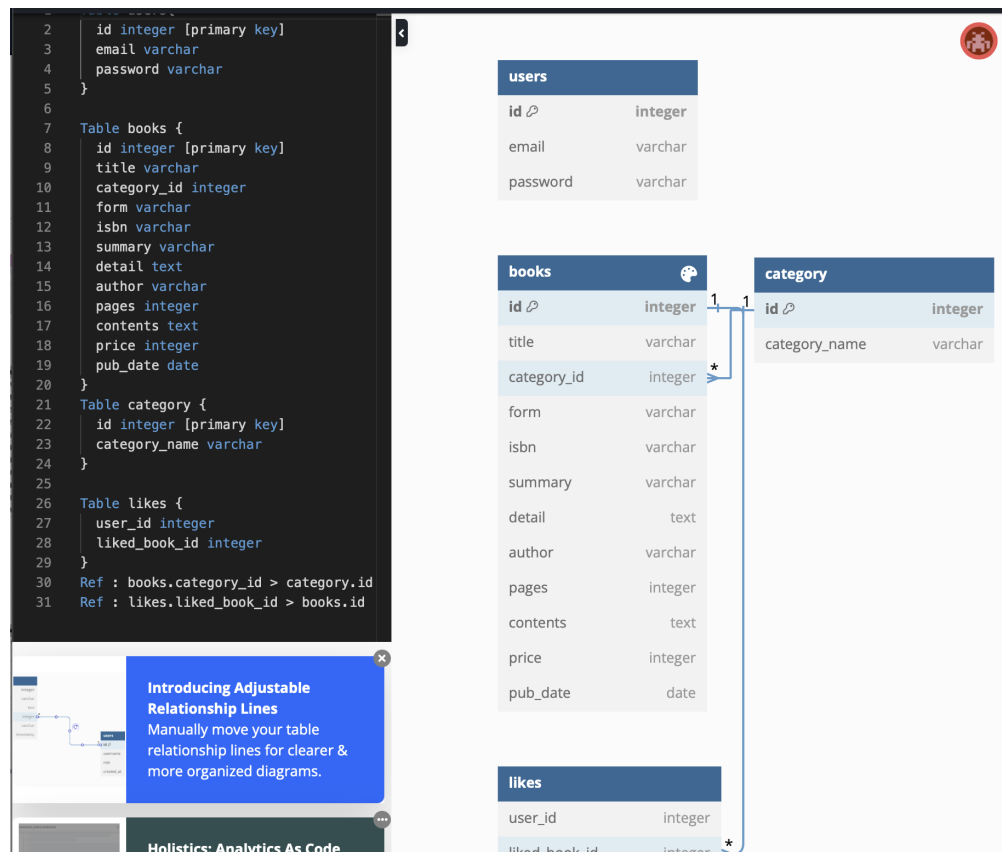 2 id integer [primary key]
3 email varchar
4 password varchar
5 }
6
7 Table books {
8 id integer [primary key]
9 title varchar
10 category_id integer
11 form varchar
12 isbn varchar
13 summary varchar
14 detail text
15 author varchar
16 pages integer
17 contents text
18 price integer
19 pub_date date
20 }
21 Table category {
22 id integer [primary key]
23 category_name varchar
24 }
25
26 Table likes {
27 user_id integer
28 liked_book_id integer
29 }
30 Ref : books.category_id > category.id
31 Ref : likes.liked_book_id > books.id
Introducing Adjustable
Relationship Lines
Manually move your table
relationship lines for clearer &
more organized diagrams.
Holistics: Analytics As Code
users
id integer
email varchar
password varchar
books
id integer 1
title varchar
category_id integer *
form varchar
isbn varchar
summary varchar
detail text
author varchar
pages integer
contents text
price integer
pub_date date
category
1 id integer
category_name varchar
likes
user_id integer
liked_book_id integer *